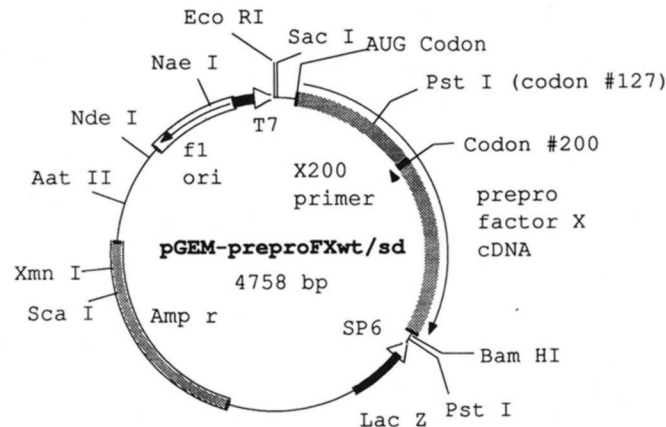 Eco RI
Sac I
AUG Codon
Nae I
Pst I (codon #127)
T7
Nde I
f1
ori
Codon #200
X200
primer
Aat II
prepro
factor X
cDNA
pGEM-preproFXwt/sd
4758 bp
Xmn I
Sca I
Amp r
SP6
Bam HI
Pst I
Lac Z